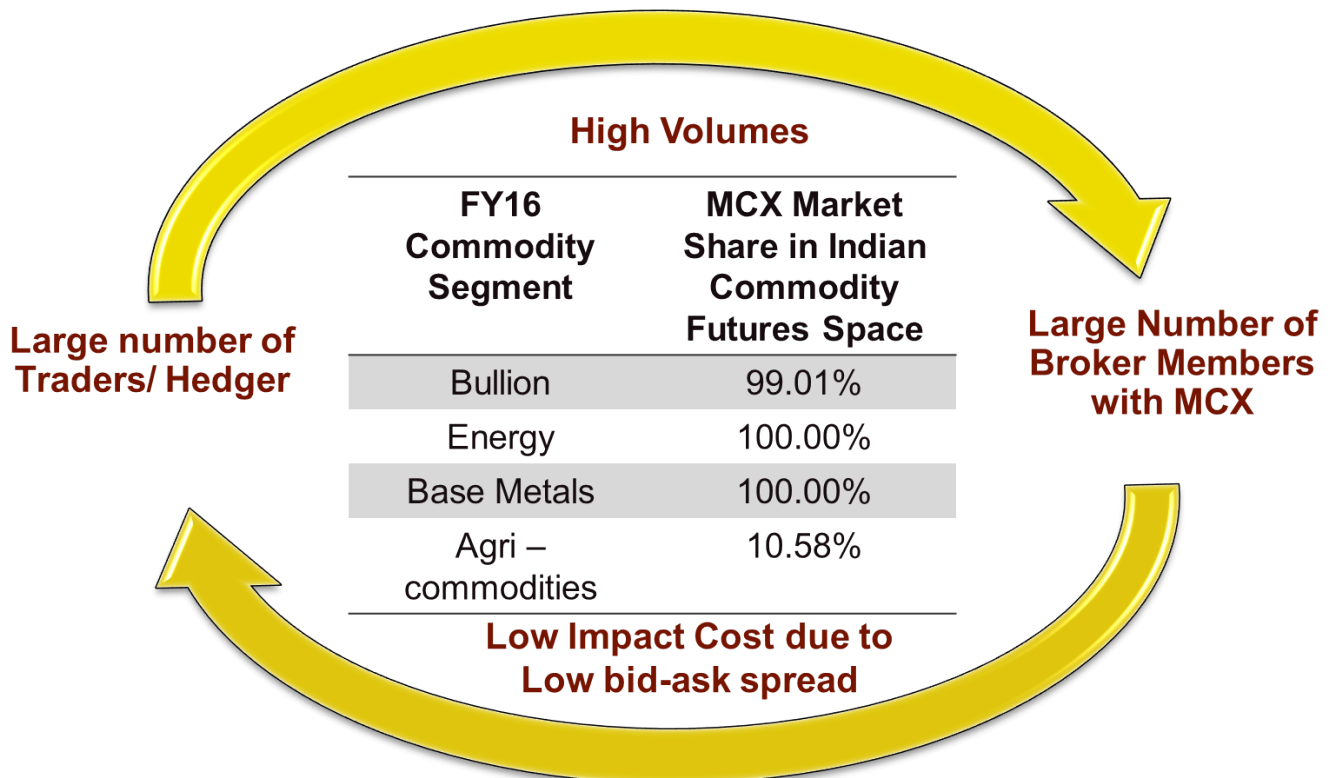 High Volumes
FY16
Commodity
Segment
MCX Market
Share in Indian
Commodity
Futures Space
Bullion 99.01%
Energy 100.00%
Base Metals 100.00%
Agri –
commodities
10.58%
Large number of
Traders/ Hedger
Large Number of
Broker Members
with MCX
Low Impact Cost due to
Low bid-ask spread